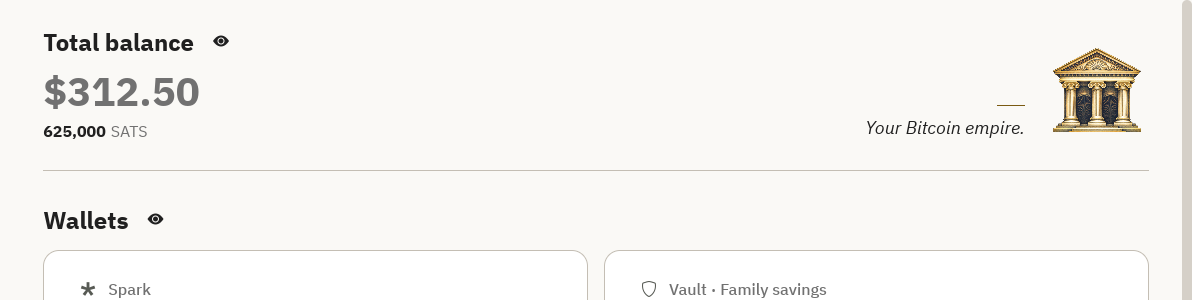 Total balance
$312.50
625,000 SATS
Your Bitcoin empire.
Wallets
Spark
Vault · Family savings